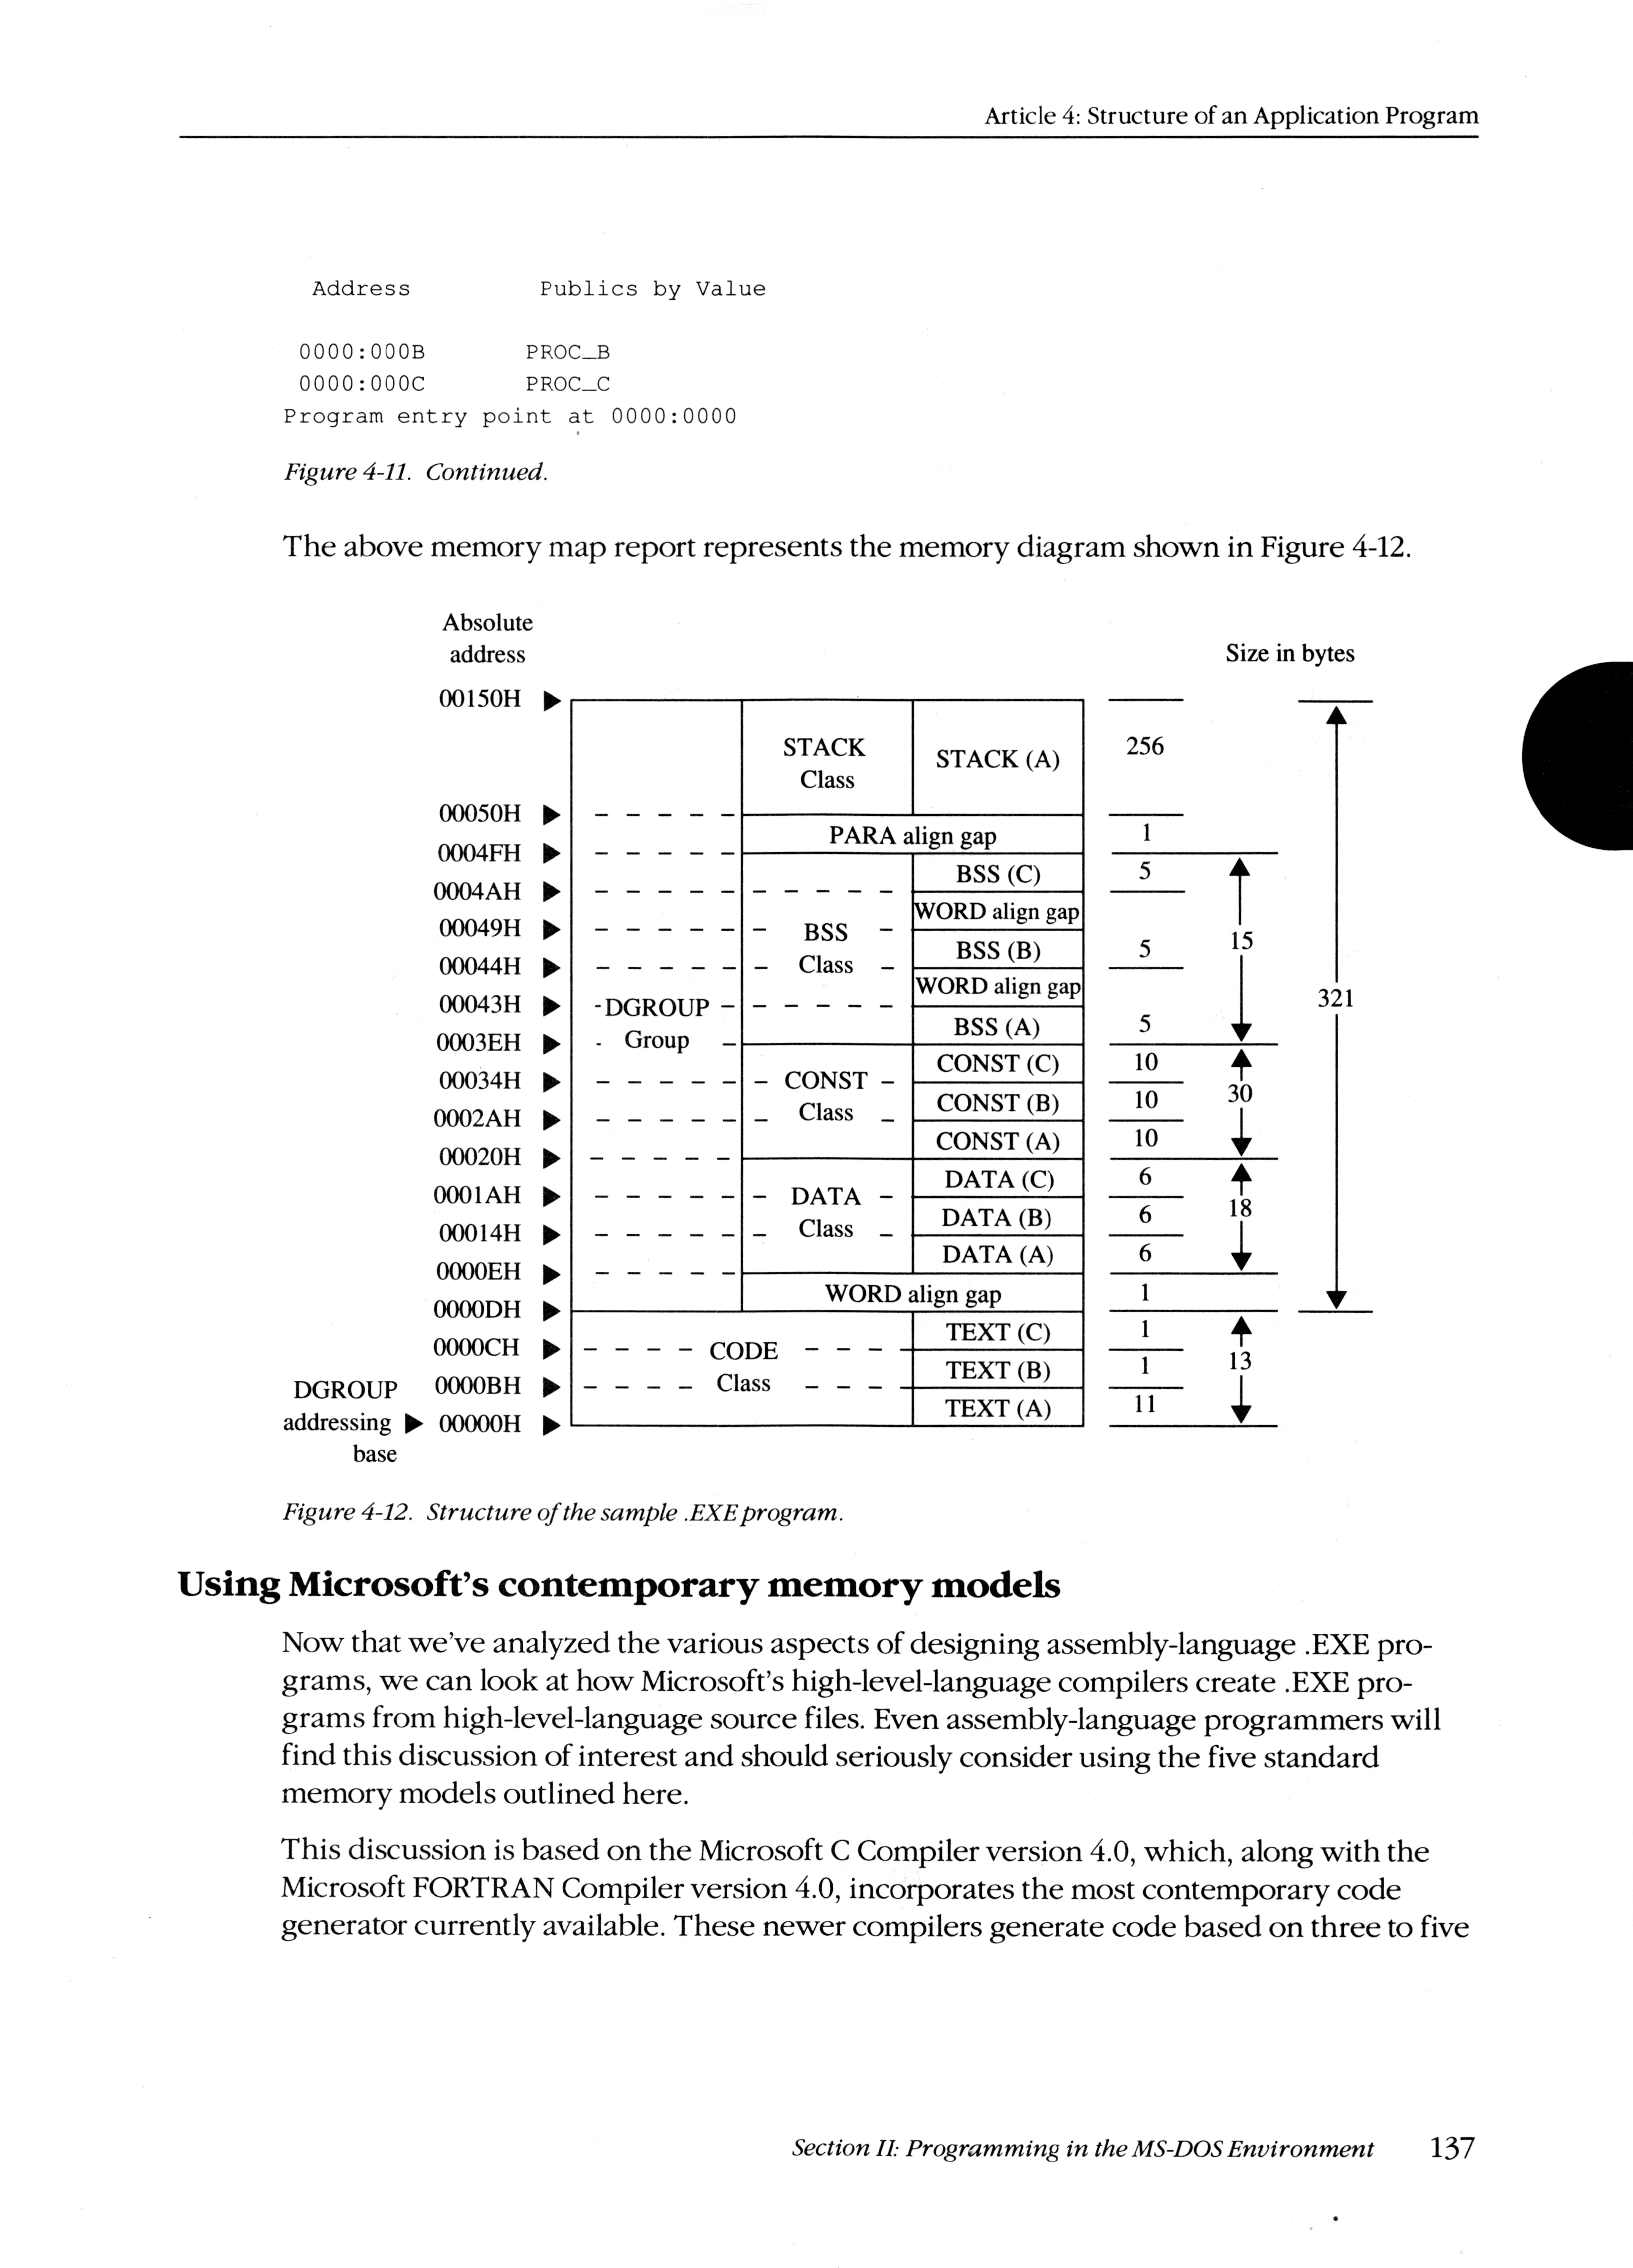 Article 4: Structure of an Application Program
Address Publics by Value
0000:000B PROC_B
0000:000C PROC_C
Program entry point at 0000:0000
Figure 4-11. Continued.
The above memory map report represents the memory diagram shown in Figure 4-12.
Absolute
address
Size in bytes
00150H
STACK
Class
STACK (A)
256
00050H
PARA align gap
1
0004FH
BSS (C)
5
0004AH
WORD align gap
00049H
BSS
Class
BSS (B)
5
15
00044H
WORD align gap
00043H
DGROUP
Group
BSS (A)
5
321
0003EH
CONST (C)
10
00034H
CONST
Class
CONST (B)
10
30
0002AH
CONST (A)
10
00020H
DATA (C)
6
0001AH
DATA
Class
DATA (B)
6
18
00014H
DATA (A)
6
0000EH
WORD align gap
1
0000DH
TEXT (C)
1
0000CH
CODE
Class
TEXT (B)
1
13
0000BH
TEXT (A)
11
DGROUP
addressing
base
00000H
Figure 4-12. Structure of the sample .EXE program.
Using Microsoft's contemporary memory models
Now that we've analyzed the various aspects of designing assembly-language .EXE pro-
grams, we can look at how Microsoft's high-level-language compilers create .EXE pro-
grams from high-level-language source files. Even assembly-language programmers will
find this discussion of interest and should seriously consider using the five standard
memory models outlined here.
This discussion is based on the Microsoft C Compiler version 4.0, which, along with the
Microsoft FORTRAN Compiler version 4.0, incorporates the most contemporary code
generator currently available. These newer compilers generate code based on three to five
Section II: Programming in the MS-DOS Environment 137